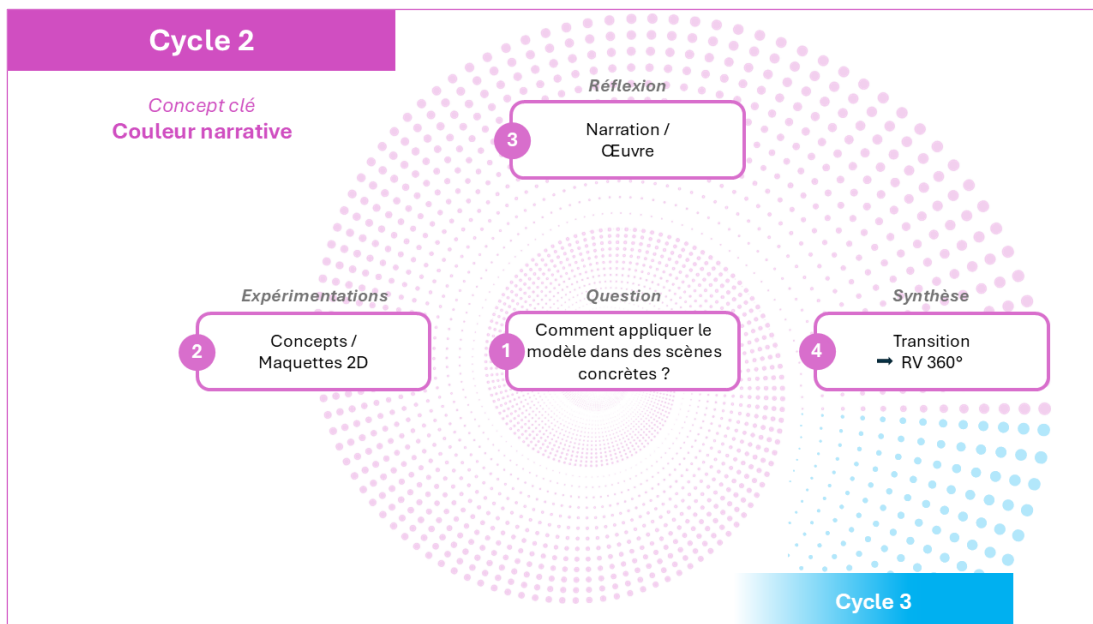 Cycle 2
Concept clé
Couleur narrative
Réflexion
3
Narration /
Œuvre
Expérimentations
2
Concepts /
Maquettes 2D
Question
1
Comment appliquer le
modèle dans des scènes
concrètes ?
Synthèse
4
Transition
➡ RV 360°
Cycle 3